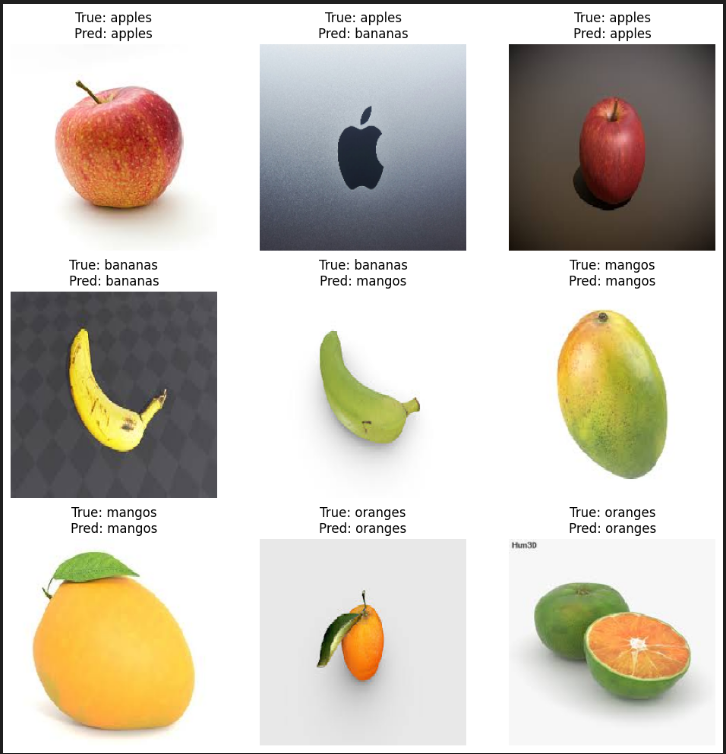 True: apples
Pred: apples
True: apples
Pred: bananas
True: apples
Pred: apples
True: bananas
Pred: bananas
True: bananas
Pred: mangos
True: mangos
Pred: mangos
True: mangos
Pred: mangos
True: oranges
Pred: oranges
True: oranges
Pred: oranges
Hum3D